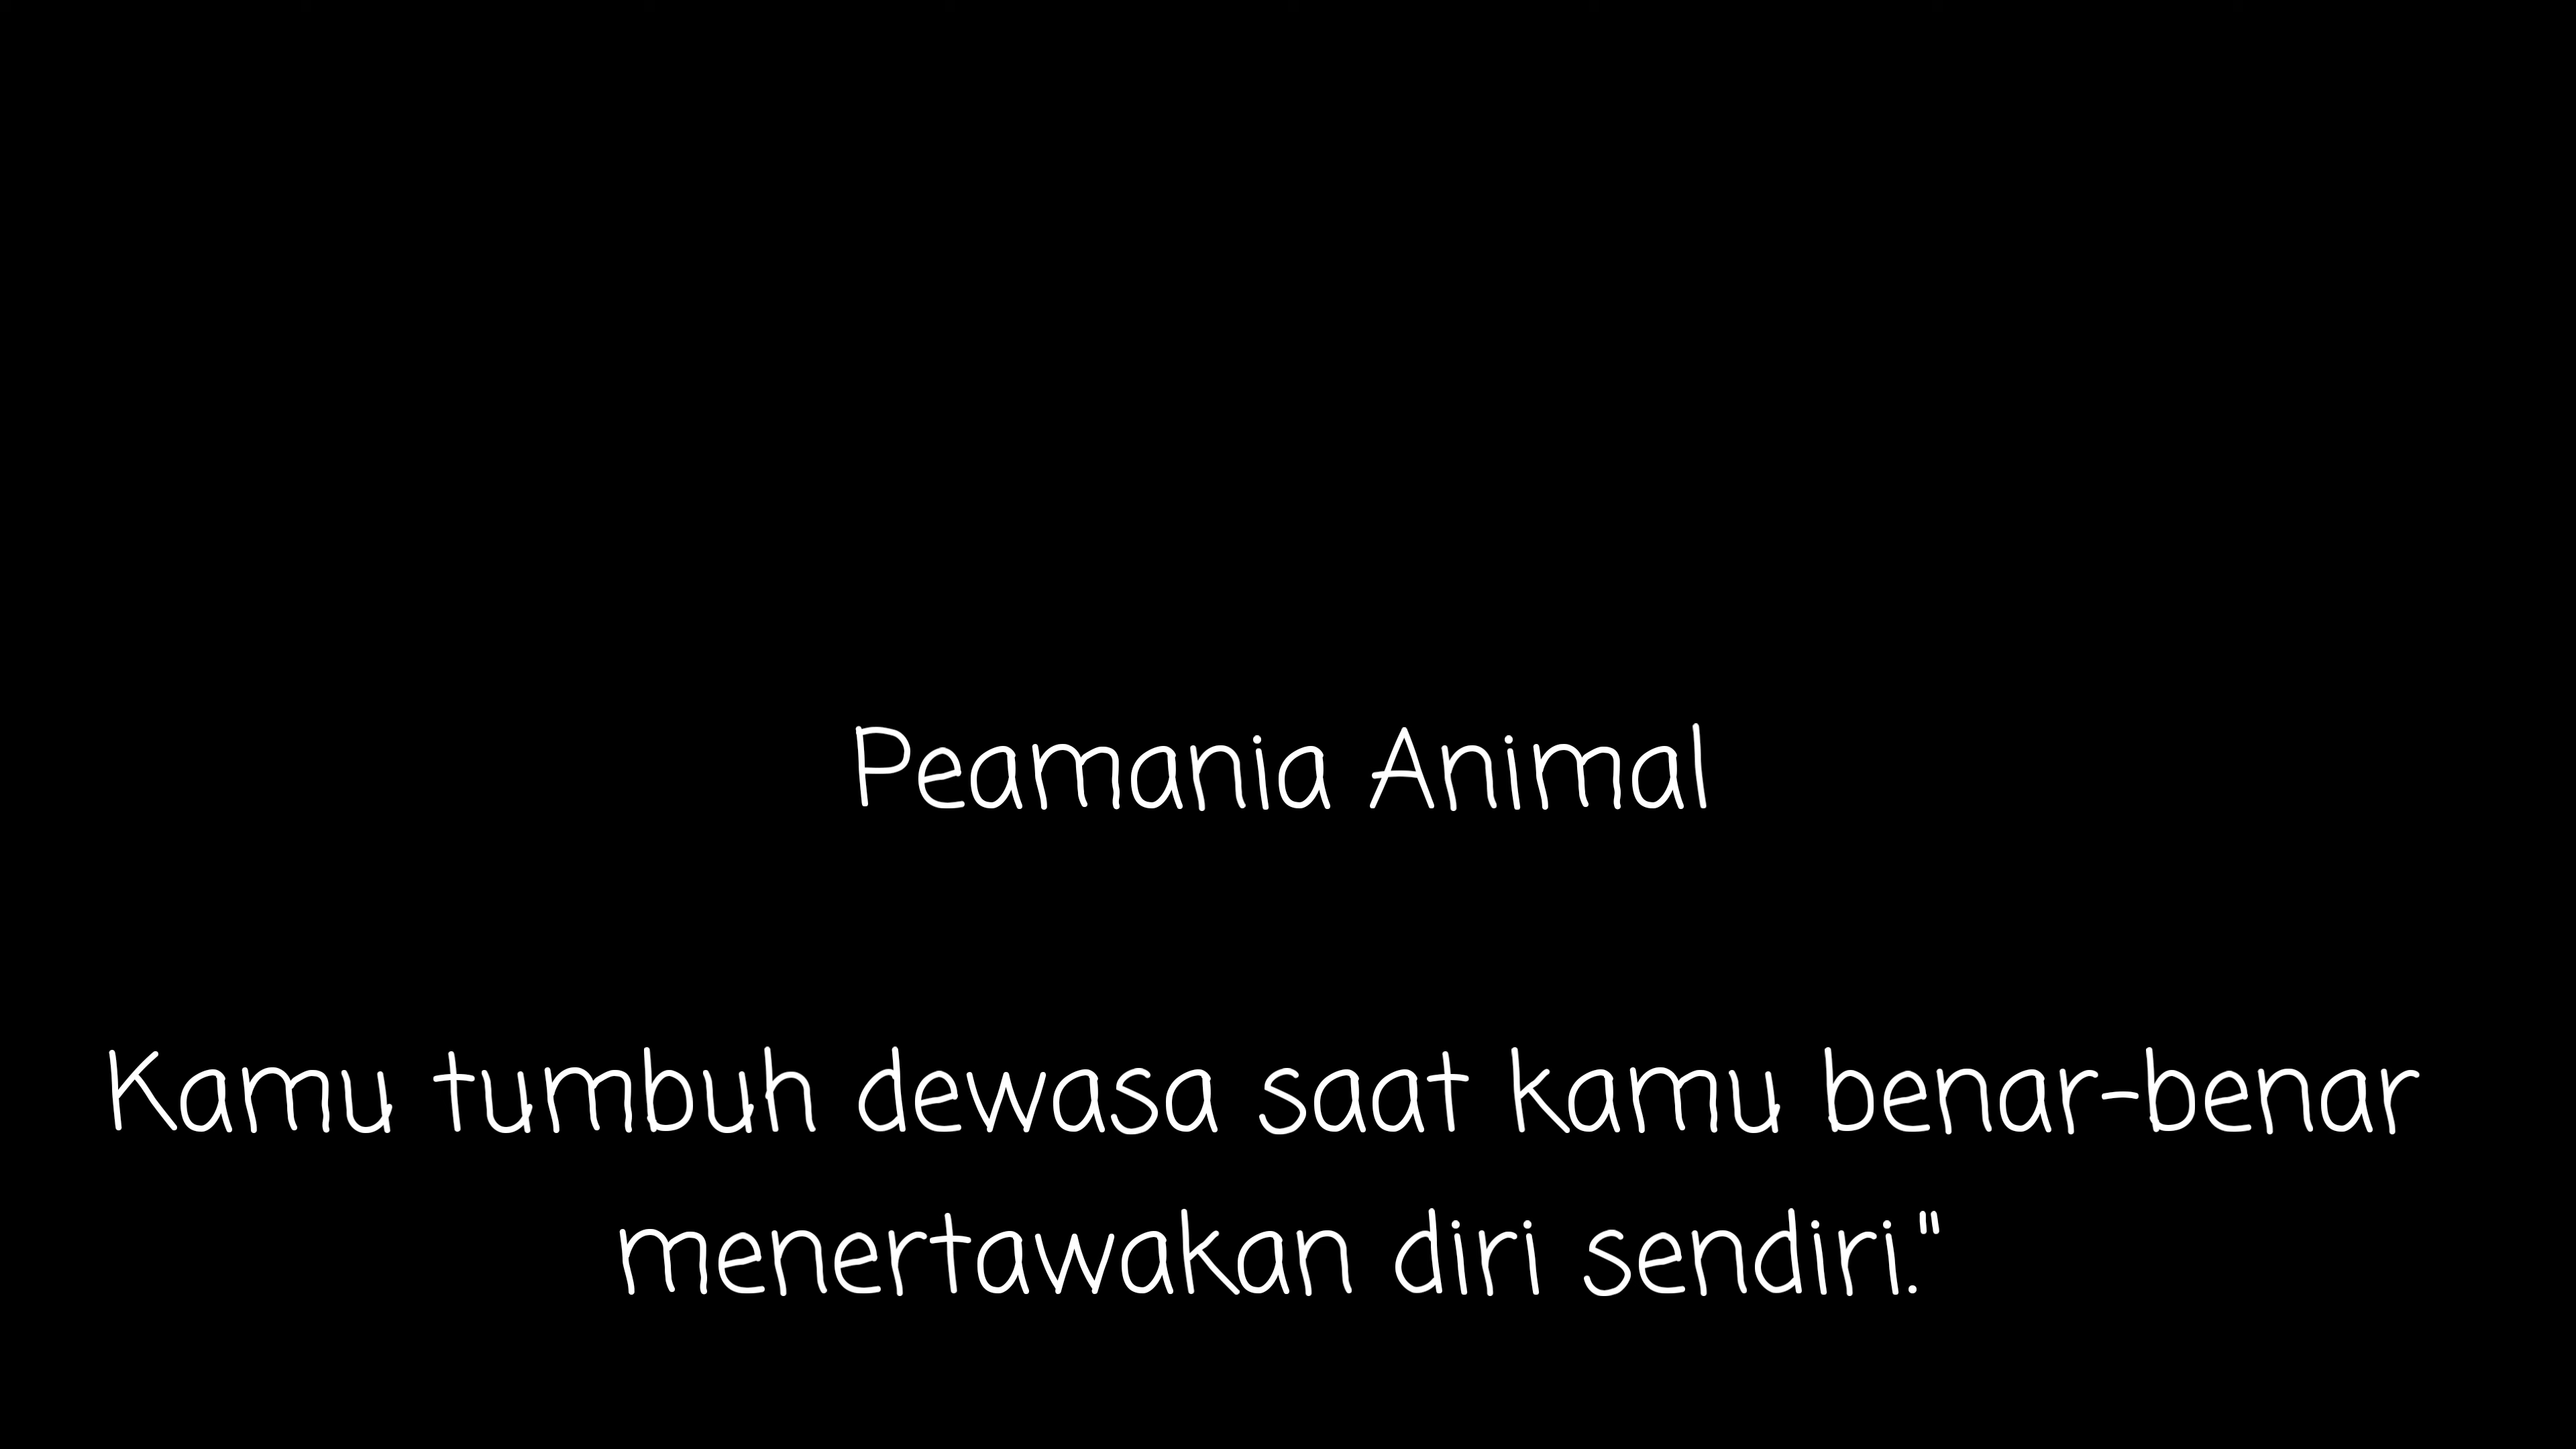 Peamania Animal
Kamu tumbuh dewasa saat kamu benar-benar
menertawakan diri sendiri."